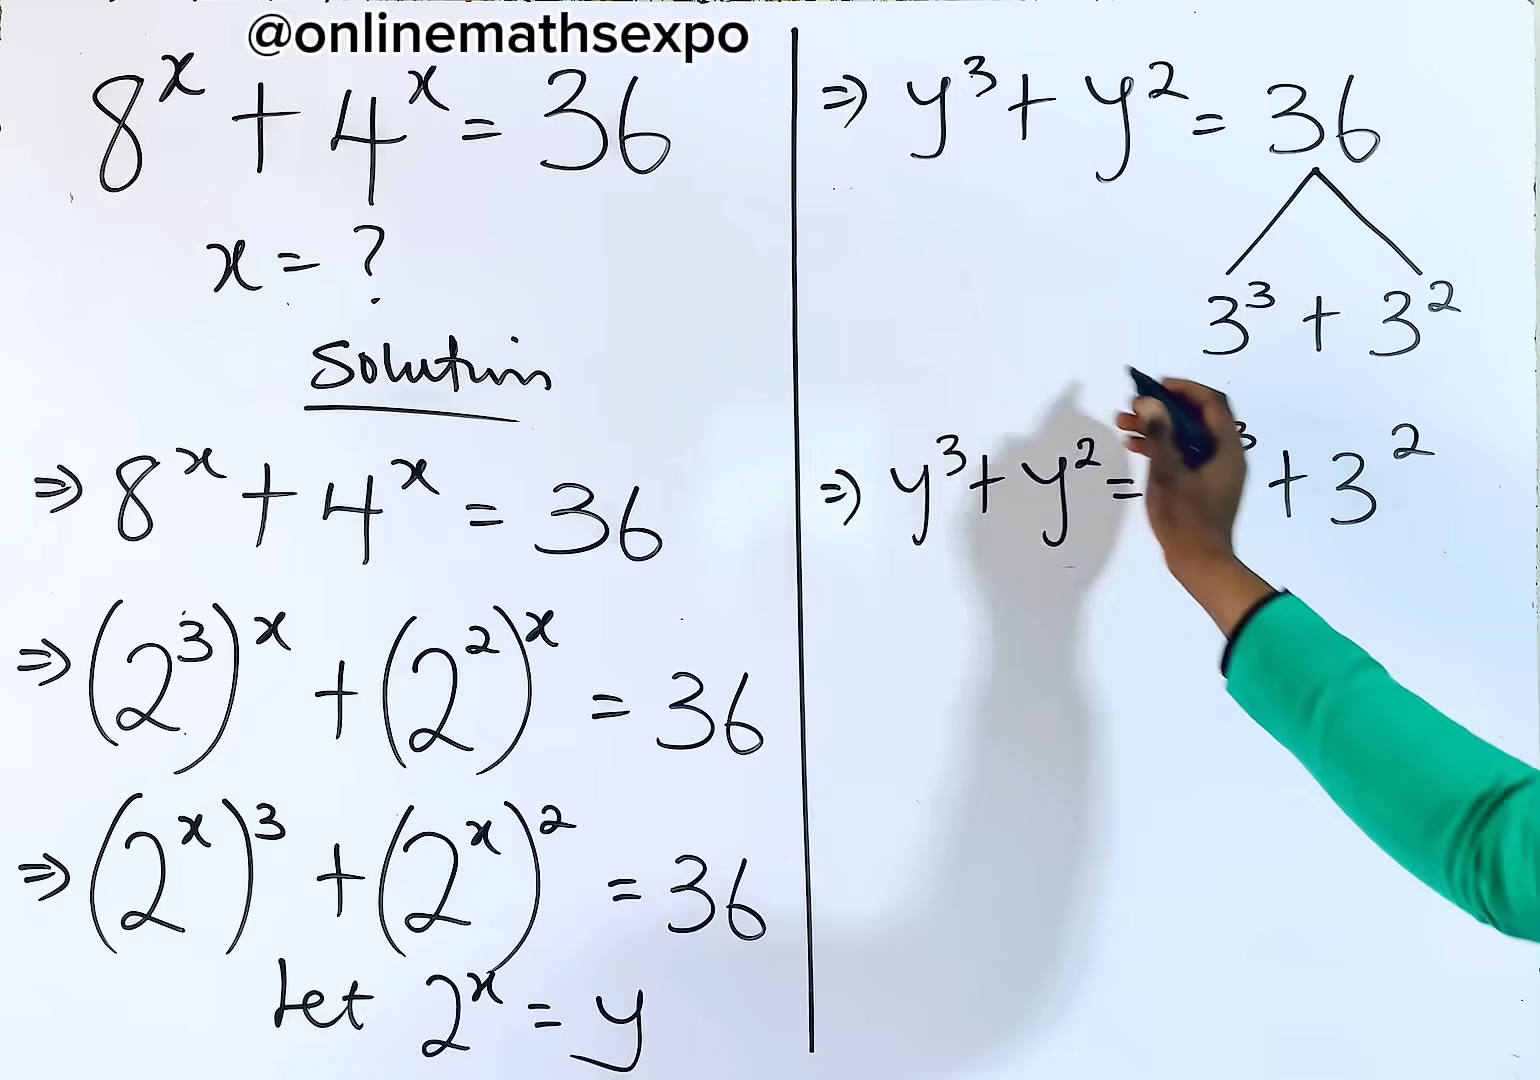 @onlinemathsexpo
8^x + 4^x = 36
x = ?
Solution
⇒ 8^x + 4^x = 36
⇒ (2^3)^x + (2^2)^x = 36
⇒ (2^x)^3 + (2^x)^2 = 36
Let 2^x = y
⇒ y^3 + y^2 = 36
3^3 + 3^2
⇒ y^3 + y^2 = ^3 + 3^2